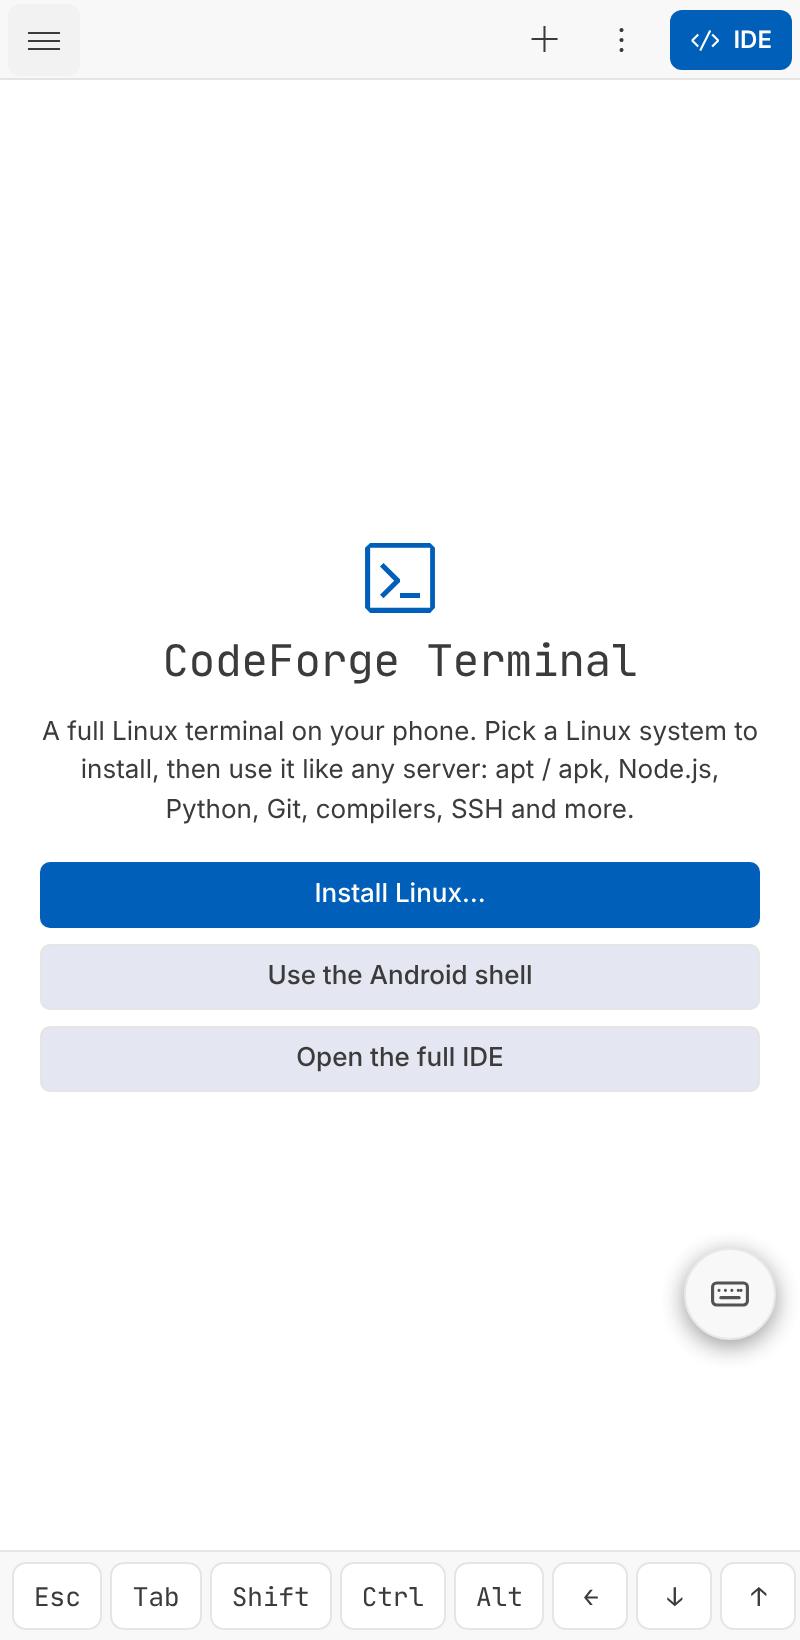 IDE
CodeForge Terminal
A full Linux terminal on your phone. Pick a Linux system to
install, then use it like any server: apt / apk, Node.js,
Python, Git, compilers, SSH and more.
Install Linux...
Use the Android shell
Open the full IDE
Esc Tab Shift Ctrl Alt ← ↓ ↑